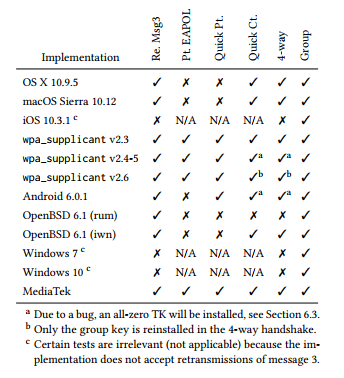 Implementation Re. Msg3 Pt. EAPOL Quick Pt. Quick Ct. 4-way Group
OS X 10.9.5 ✓ ✗ ✗ ✓ ✓ ✓
macOS Sierra 10.12 ✓ ✗ ✗ ✓ ✓ ✓
iOS 10.3.1 c ✗ N/A N/A N/A ✗ ✓
wpa_supplicant v2.3 ✓ ✓ ✓ ✓ ✓ ✓
wpa_supplicant v2.4-5 ✓ ✓ ✓ ✓a ✓a ✓
wpa_supplicant v2.6 ✓ ✓ ✓ ✓b ✓b ✓
Android 6.0.1 ✓ ✗ ✓ ✓a ✓a ✓
OpenBSD 6.1 (rum) ✓ ✗ ✗ ✗ ✗ ✓
OpenBSD 6.1 (iwn) ✓ ✗ ✗ ✓ ✓ ✓
Windows 7 c ✗ N/A N/A N/A ✗ ✓
Windows 10 c ✗ N/A N/A N/A ✗ ✓
MediaTek ✓ ✓ ✓ ✓ ✓ ✓
a Due to a bug, an all-zero TK will be installed, see Section 6.3.
b Only the group key is reinstalled in the 4-way handshake.
c Certain tests are irrelevant (not applicable) because the im-
plementation does not accept retransmissions of message 3.